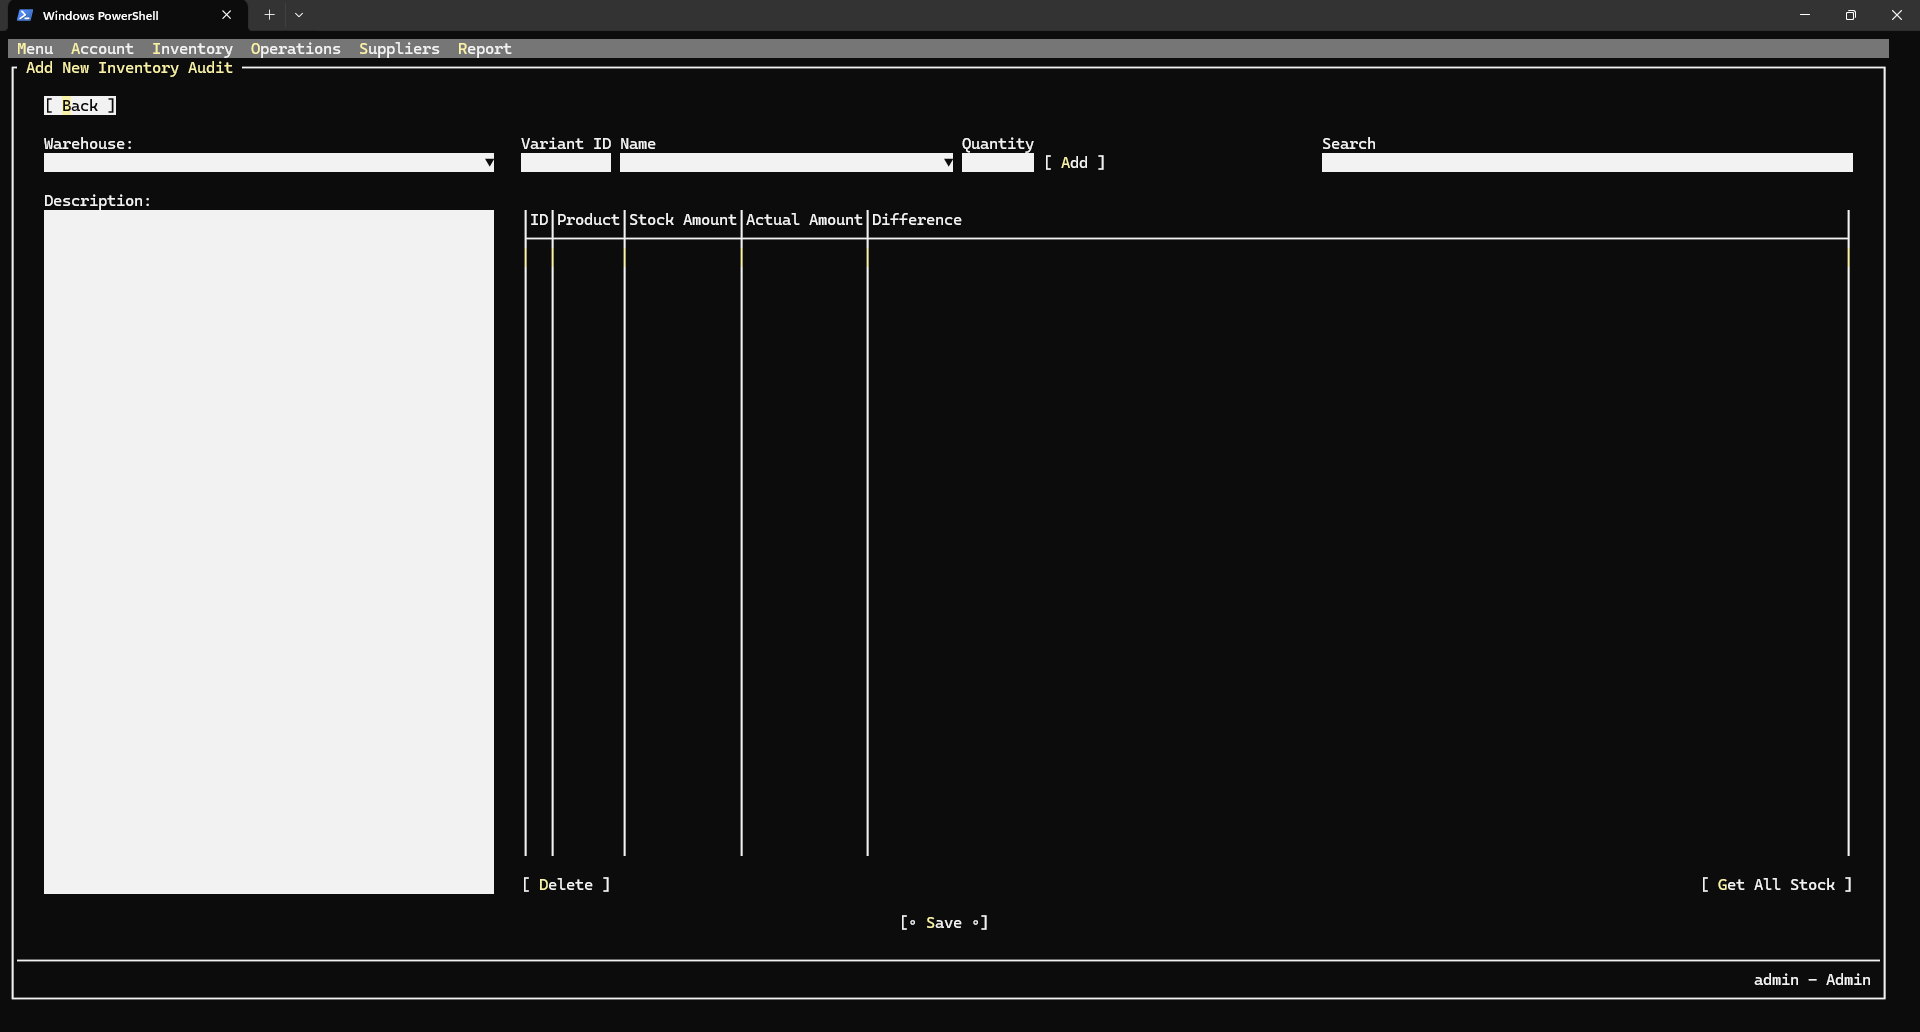 Windows PowerShell
Menu Account Inventory Operations Suppliers Report
Add New Inventory Audit
[ Back ]
Warehouse: Variant ID Name Quantity Search
[ Add ]
Description:
ID Product Stock Amount Actual Amount Difference
[ Delete ] [ Get All Stock ]
[∘ Save ∘]
admin - Admin